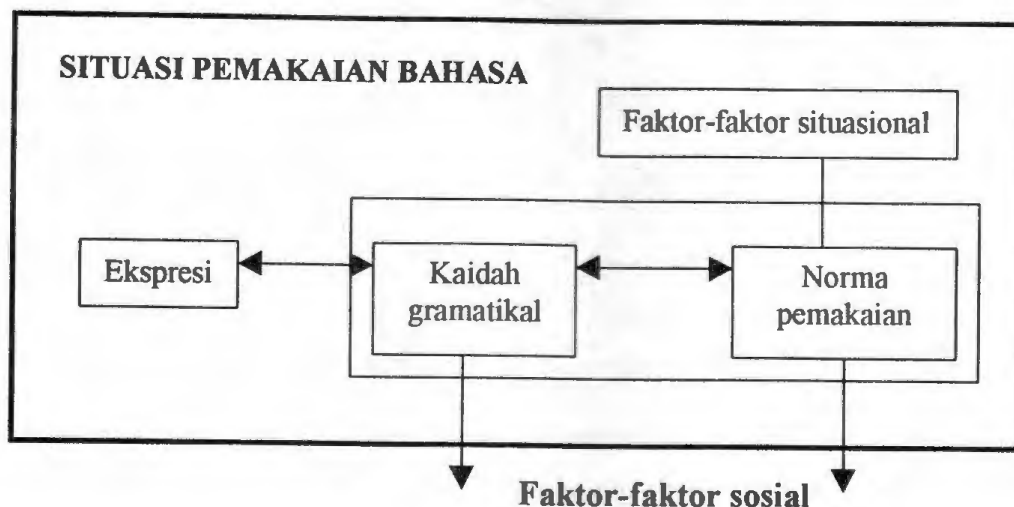 SITUASI PEMAKAIAN BAHASA
Faktor-faktor situasional
Ekspresi
Kaidah
gramatikal
Norma
pemakaian
Faktor-faktor sosial